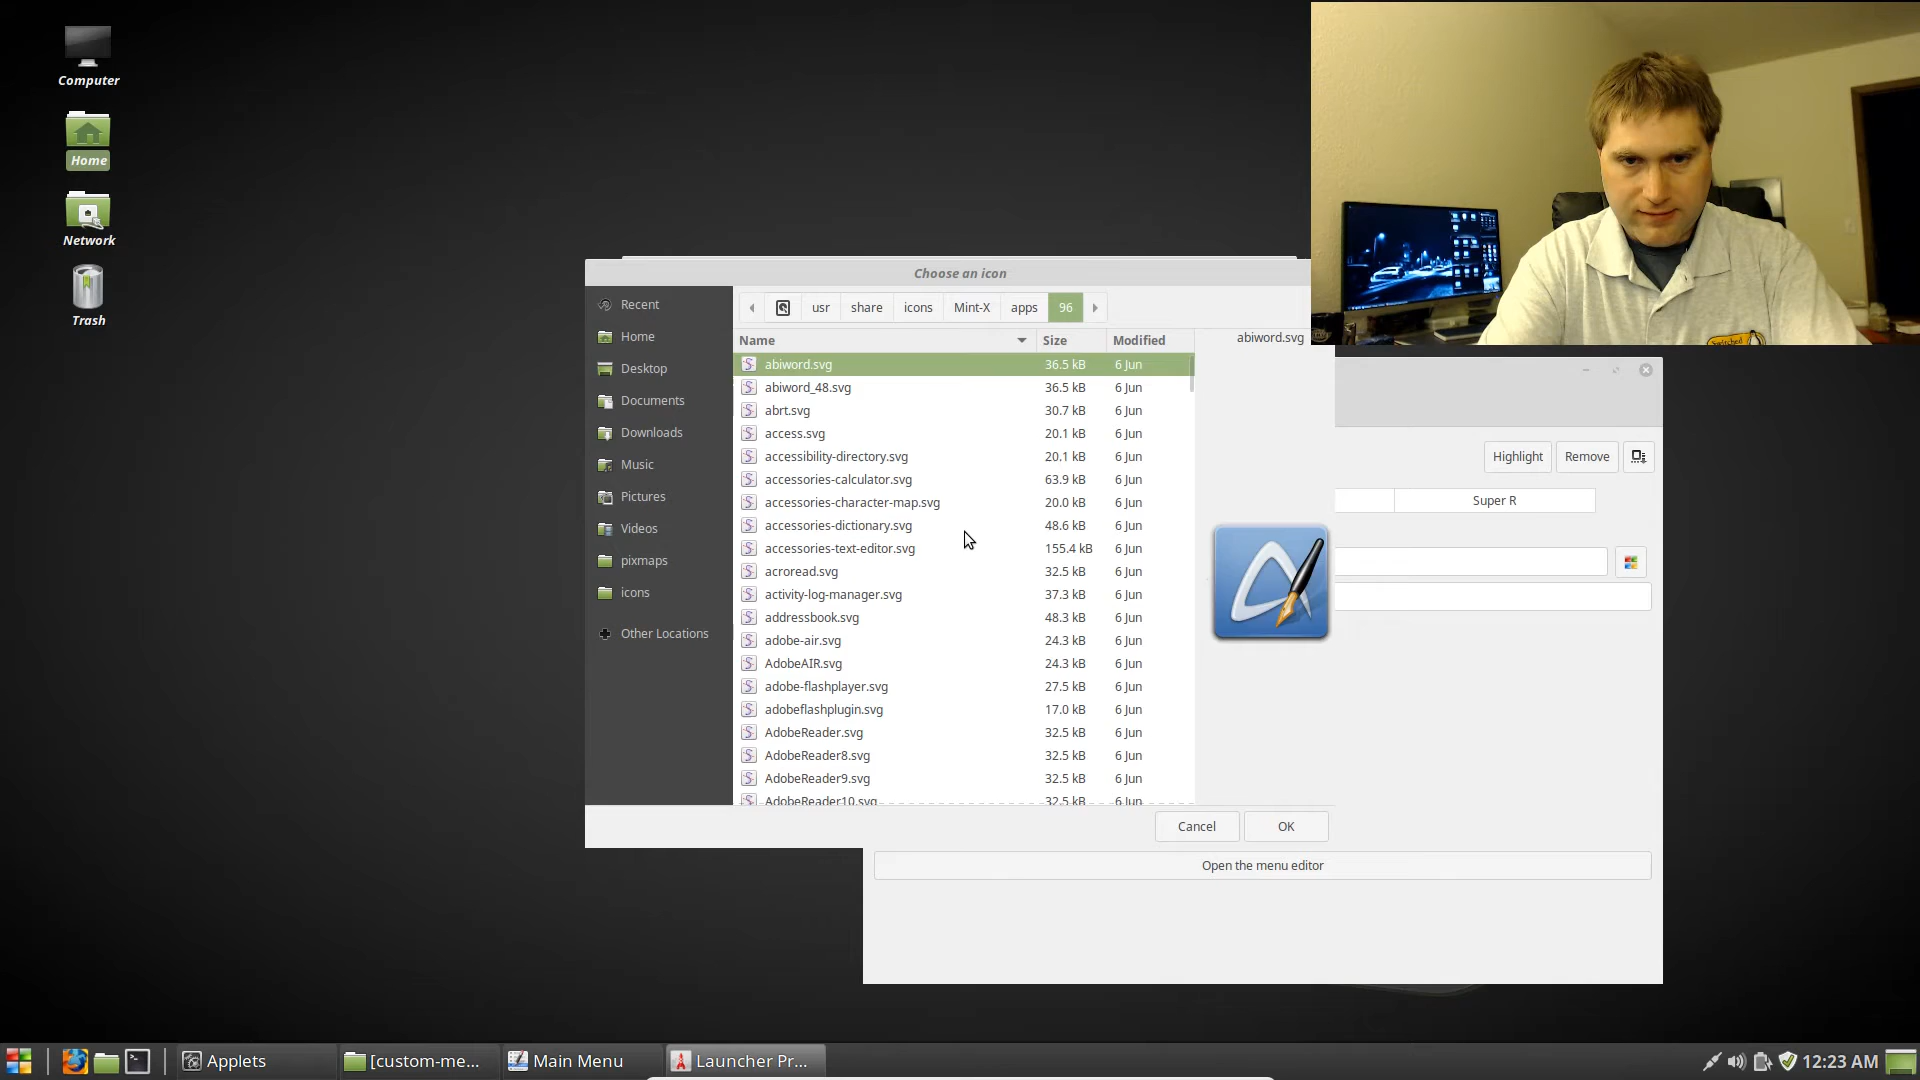 Computer
Home
Network
Trash
Choose an icon
Recent
Home
Desktop
Documents
Downloads
Music
Pictures
Videos
pixmaps
icons
Other Locations
usr share icons Mint-X apps 96
Name Size Modified
abiword.svg 36.5 kB 6 Jun
abiword_48.svg 36.5 kB 6 Jun
abrt.svg 30.7 kB 6 Jun
access.svg 20.1 kB 6 Jun
accessibility-directory.svg 20.1 kB 6 Jun
accessories-calculator.svg 63.9 kB 6 Jun
accessories-character-map.svg 20.0 kB 6 Jun
accessories-dictionary.svg 48.6 kB 6 Jun
accessories-text-editor.svg 155.4 kB 6 Jun
acroread.svg 32.5 kB 6 Jun
activity-log-manager.svg 37.3 kB 6 Jun
addressbook.svg 48.3 kB 6 Jun
adobe-air.svg 24.3 kB 6 Jun
AdobeAIR.svg 24.3 kB 6 Jun
adobe-flashplayer.svg 27.5 kB 6 Jun
adobeflashplugin.svg 17.0 kB 6 Jun
AdobeReader.svg 32.5 kB 6 Jun
AdobeReader8.svg 32.5 kB 6 Jun
AdobeReader9.svg 32.5 kB 6 Jun
AdobeReader10.svg 32.5 kB 6 Jun
abiword.svg
Cancel OK
Highlight Remove
Super R
Open the menu editor
Switched
Applets [custom-me... Main Menu Launcher Pr... 12:23 AM